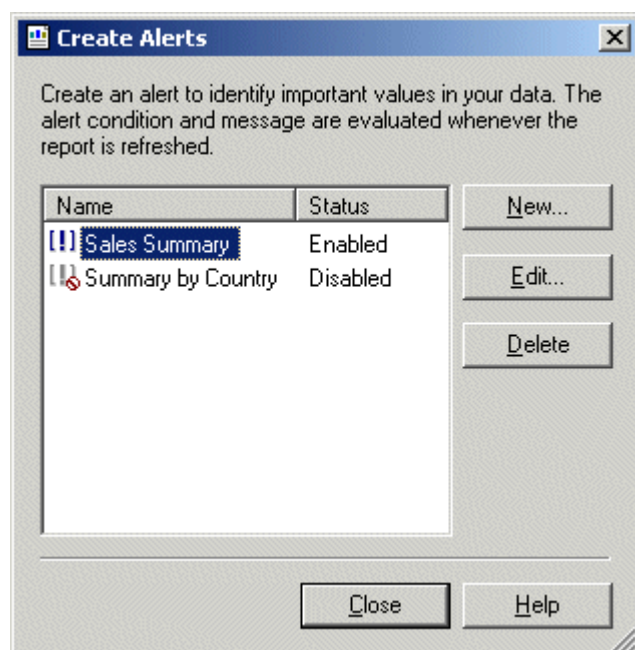 Create Alerts
Create an alert to identify important values in your data. The
alert condition and message are evaluated whenever the
report is refreshed.
Name Status
[!] Sales Summary Enabled
[!] Summary by Country Disabled
New...
Edit...
Delete
Close Help